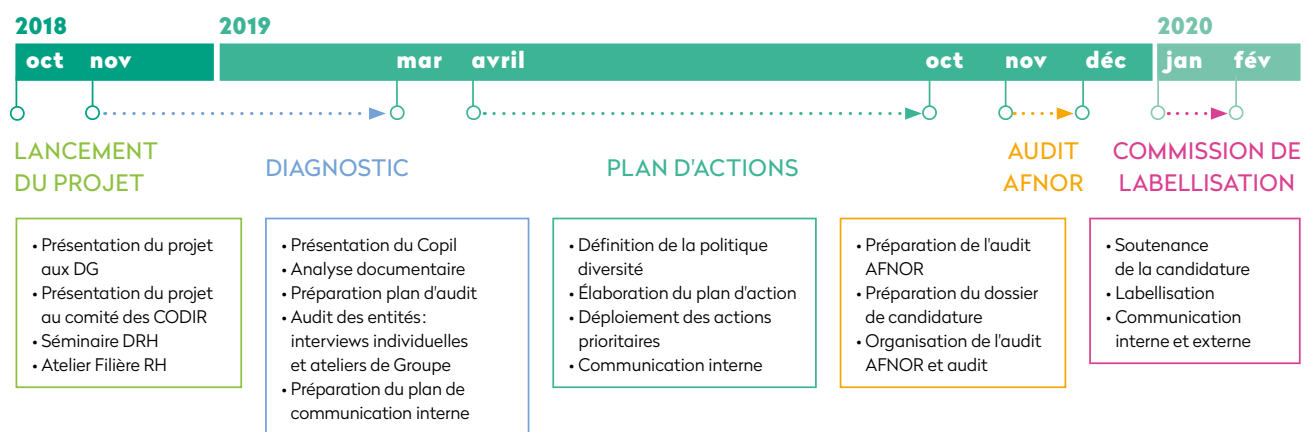 2018
2019
2020
oct nov
mar avril
oct nov déc
jan fév
LANCEMENT
DU PROJET
DIAGNOSTIC
PLAN D'ACTIONS
AUDIT
AFNOR
COMMISSION DE
LABELLISATION
• Présentation du projet
aux DG
• Présentation du projet
au comité des CODIR
• Séminaire DRH
• Atelier Filière RH
• Présentation du Copil
• Analyse documentaire
• Préparation plan d'audit
• Audit des entités:
interviews individuelles
et ateliers de Groupe
• Préparation du plan de
communication interne
• Définition de la politique
diversité
• Élaboration du plan d'action
• Déploiement des actions
prioritaires
• Communication interne
• Préparation de l'audit
AFNOR
• Préparation du dossier
de candidature
• Organisation de l'audit
AFNOR et audit
• Soutenance
de la candidature
• Labellisation
• Communication
interne et externe